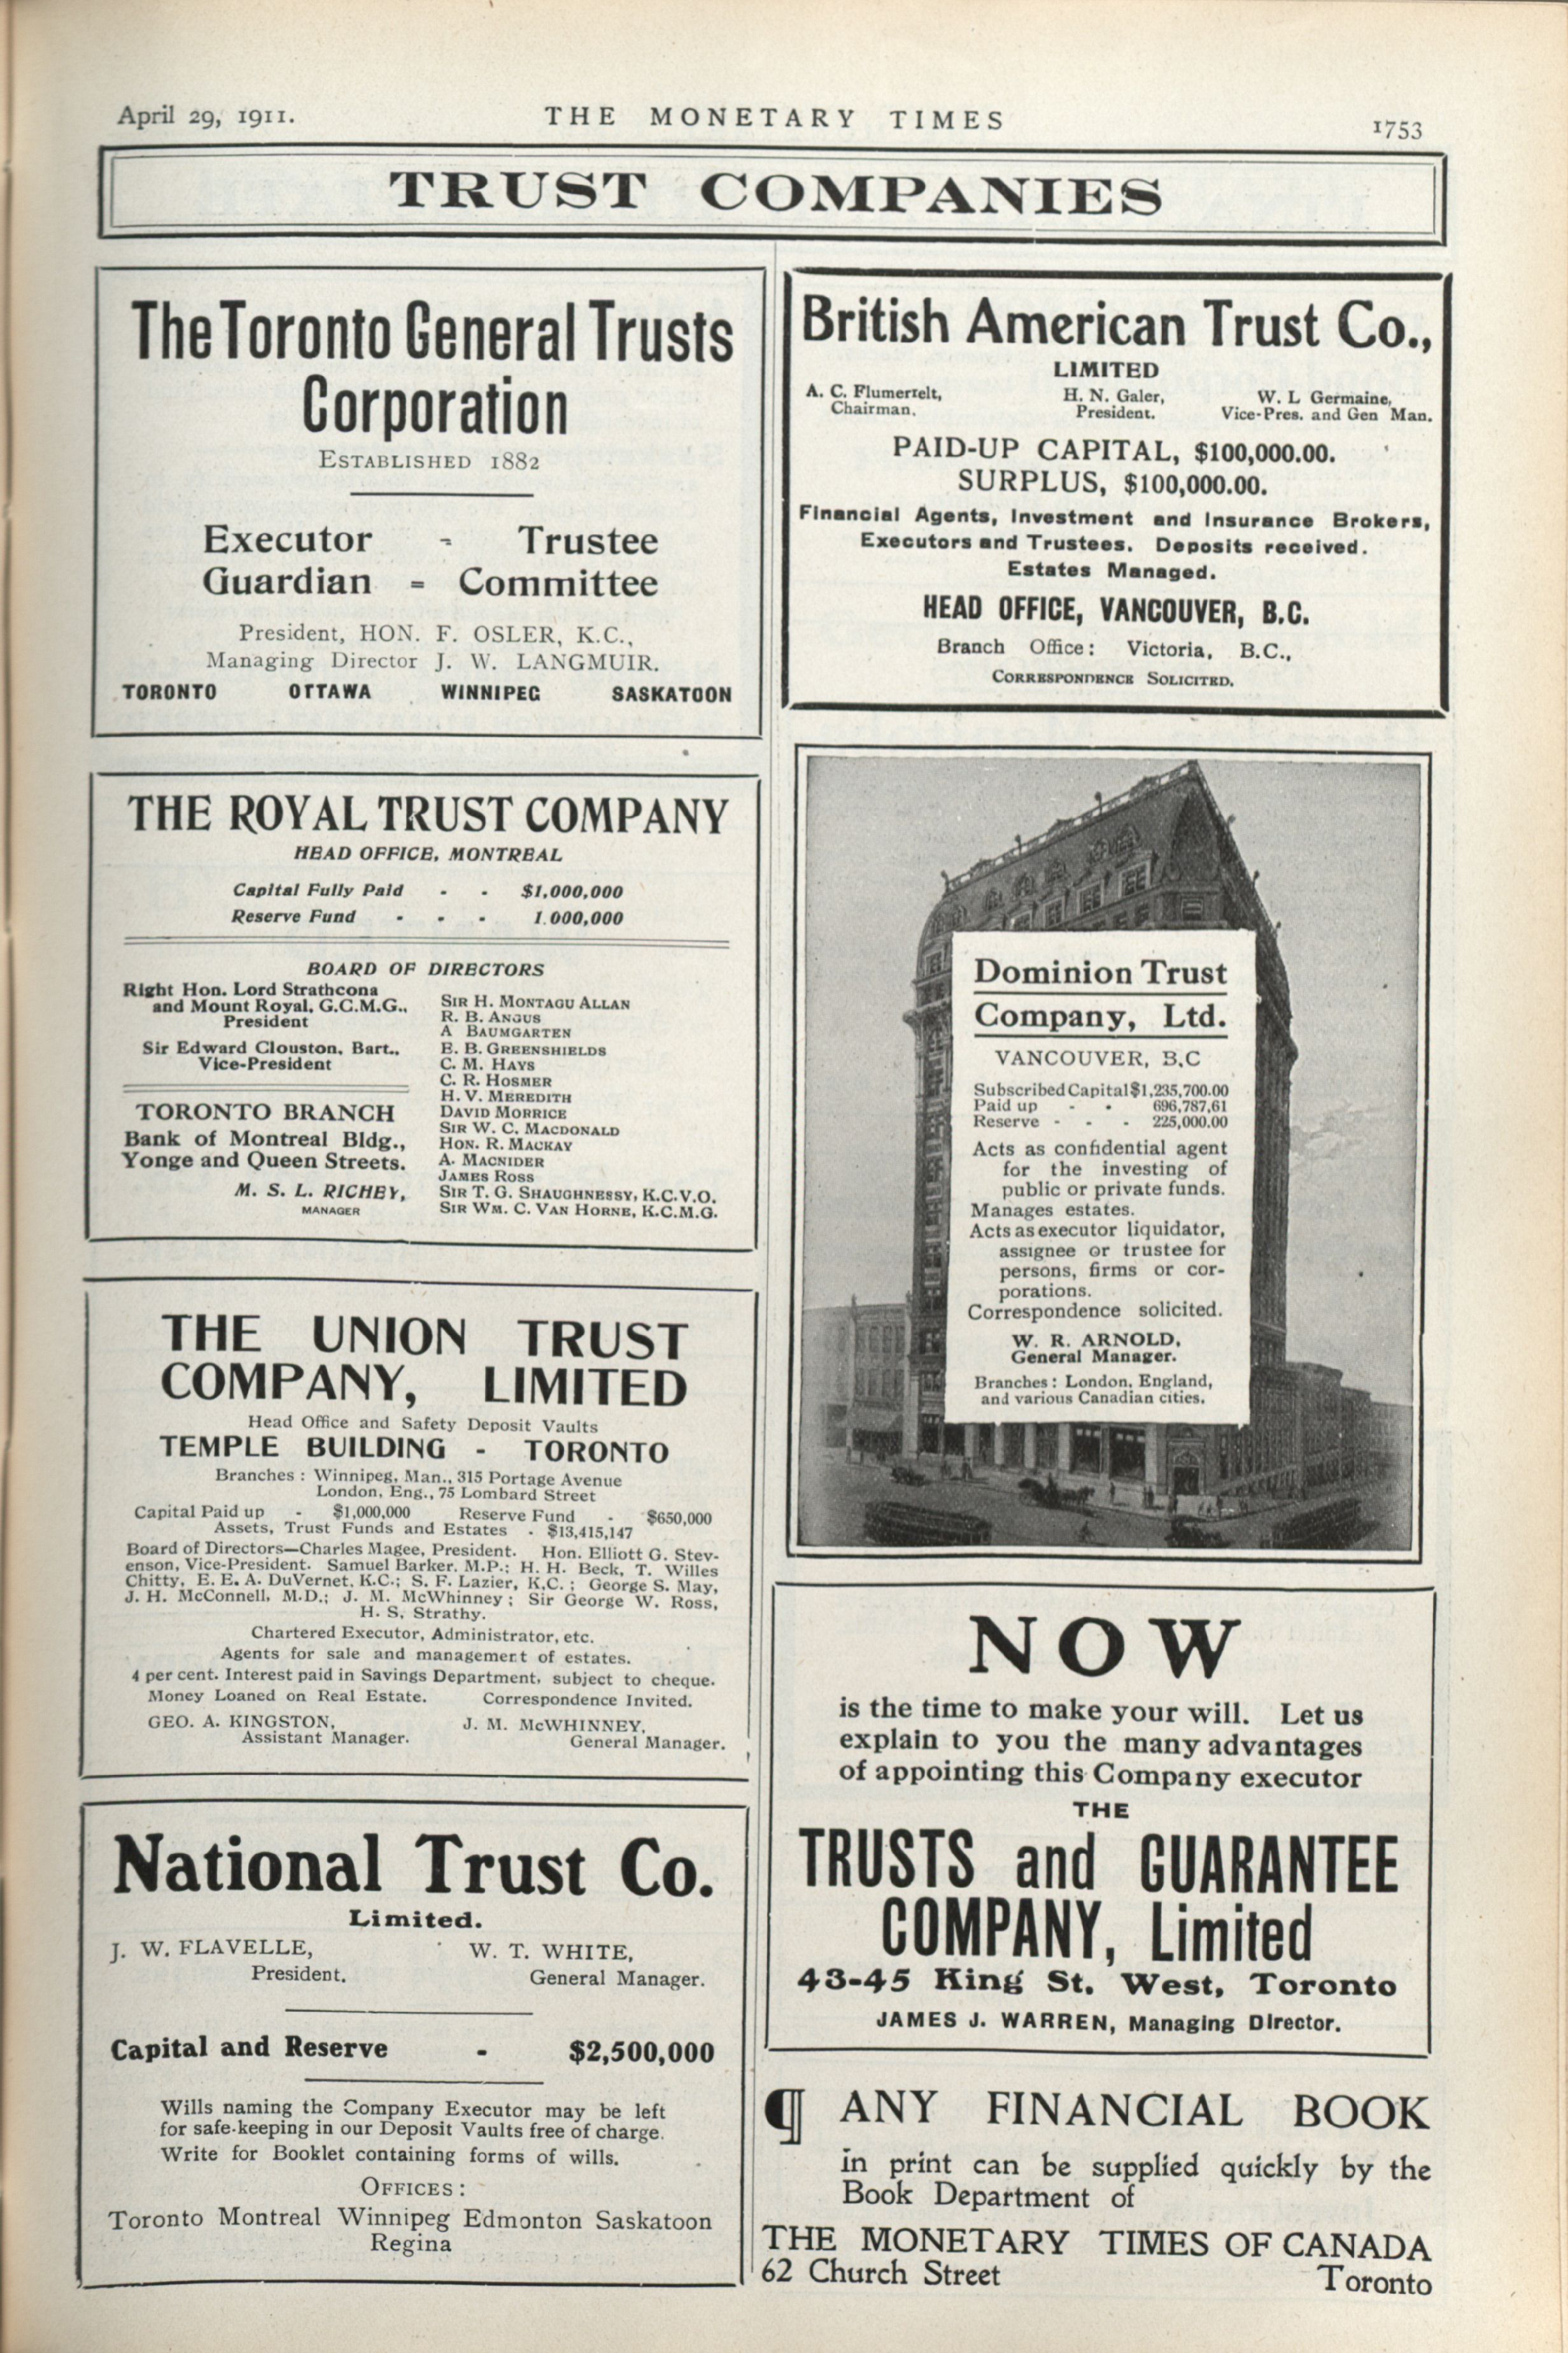 April 29, 1911.
THE MONETARY TIMES
1753
TRUST COMPANIES
The Toronto General Trusts
Corporation
ESTABLISHED 1882
Executor - Trustee
Guardian = Committee
President, HON. F. OSLER, K.C.,
Managing Director J. W. LANGMUIR.
TORONTO OTTAWA WINNIPEG SASKATOON
THE ROYAL TRUST COMPANY
HEAD OFFICE, MONTREAL
Capital Fully Paid - - $1,000,000
Reserve Fund - - - 1.000,000
BOARD OF DIRECTORS
Right Hon. Lord Strathcona
and Mount Royal, G.C.M.G.,
President
Sir Edward Clouston, Bart.,
Vice-President
TORONTO BRANCH
Bank of Montreal Bldg.,
Yonge and Queen Streets.
M. S. L. RICHEY,
MANAGER
SIR H. MONTAGU ALLAN
R. B. ANGUS
A BAUMGARTEN
E. B. GREENSHIELDS
C. M. HAYS
C. R. HOSMER
H. V. MEREDITH
DAVID MORRICE
SIR W. C. MACDONALD
HON. R. MACKAY
A. MACNIDER
JAMES ROSS
SIR T. G. SHAUGHNESSY, K.C.V.O.
SIR WM. C. VAN HORNE, K.C.M.G.
THE UNION TRUST
COMPANY, LIMITED
Head Office and Safety Deposit Vaults
TEMPLE BUILDING - TORONTO
Branches : Winnipeg, Man., 315 Portage Avenue
London, Eng., 75 Lombard Street
Capital Paid up - $1,000,000 Reserve Fund - $650,000
Assets, Trust Funds and Estates - $13,415,147
Board of Directors—Charles Magee, President. Hon. Elliott G. Stev-
enson, Vice-President. Samuel Barker, M.P.; H. H. Beck, T. Willes
Chitty, E. E. A. DuVernet, K.C.; S. F. Lazier, K.C. ; George S. May,
J. H. McConnell, M.D.; J. M. McWhinney ; Sir George W. Ross,
H. S. Strathy.
Chartered Executor, Administrator, etc.
Agents for sale and management of estates.
4 per cent. Interest paid in Savings Department, subject to cheque.
Money Loaned on Real Estate. Correspondence Invited.
GEO. A. KINGSTON, J. M. McWHINNEY,
Assistant Manager. General Manager.
National Trust Co.
Limited.
J. W. FLAVELLE, W. T. WHITE,
President. General Manager.
Capital and Reserve - $2,500,000
Wills naming the Company Executor may be left
for safe-keeping in our Deposit Vaults free of charge.
Write for Booklet containing forms of wills.
OFFICES :
Toronto Montreal Winnipeg Edmonton Saskatoon
Regina
British American Trust Co.,
LIMITED
A. C. Flumerfelt, H. N. Galer, W. L Germaine,
Chairman. President. Vice-Pres. and Gen Man.
PAID-UP CAPITAL, $100,000.00.
SURPLUS, $100,000.00.
Financial Agents, Investment and Insurance Brokers,
Executors and Trustees. Deposits received.
Estates Managed.
HEAD OFFICE, VANCOUVER, B.C.
Branch Office : Victoria, B.C.,
CORRESPONDENCE SOLICITED.
Dominion Trust
Company, Ltd.
VANCOUVER, B.C
Subscribed Capital $1,235,700.00
Paid up - - 696,787.61
Reserve - - - 225,000.00
Acts as confidential agent
for the investing of
public or private funds.
Manages estates.
Acts as executor liquidator,
assignee or trustee for
persons, firms or cor-
porations.
Correspondence solicited.
W. R. ARNOLD,
General Manager.
Branches : London, England,
and various Canadian cities.
NOW
is the time to make your will. Let us
explain to you the many advantages
of appointing this Company executor
THE
TRUSTS and GUARANTEE
COMPANY, Limited
43-45 King St. West, Toronto
JAMES J. WARREN, Managing Director.
¶ ANY FINANCIAL BOOK
in print can be supplied quickly by the
Book Department of
THE MONETARY TIMES OF CANADA
62 Church Street Toronto